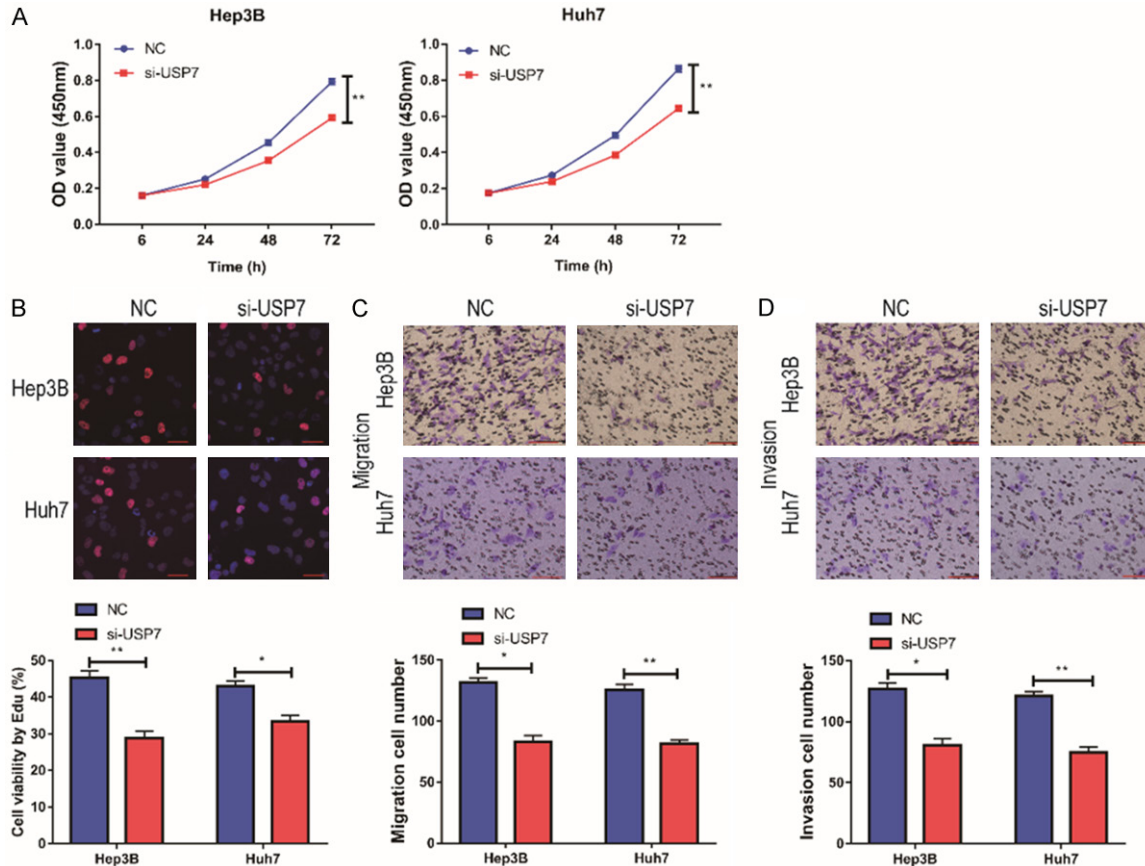 A
Hep3B
Huh7
NC
si-USP7
NC
si-USP7
OD value (450nm)
1.0
0.8
0.6
0.4
0.2
0.0
**
6 24 48 72
Time (h)
OD value (450nm)
1.0
0.8
0.6
0.4
0.2
0.0
**
6 24 48 72
Time (h)
B
NC si-USP7
Hep3B
Huh7
NC
si-USP7
Cell viability by Edu (%)
50
40
30
20
10
0
** *
Hep3B Huh7
C
NC si-USP7
Migration
Hep3B
Huh7
NC
si-USP7
Migration cell number
150
100
50
0
* **
Hep3B Huh7
D
NC si-USP7
Invasion
Hep3B
Huh7
NC
si-USP7
Invasion cell number
150
100
50
0
* **
Hep3B Huh7